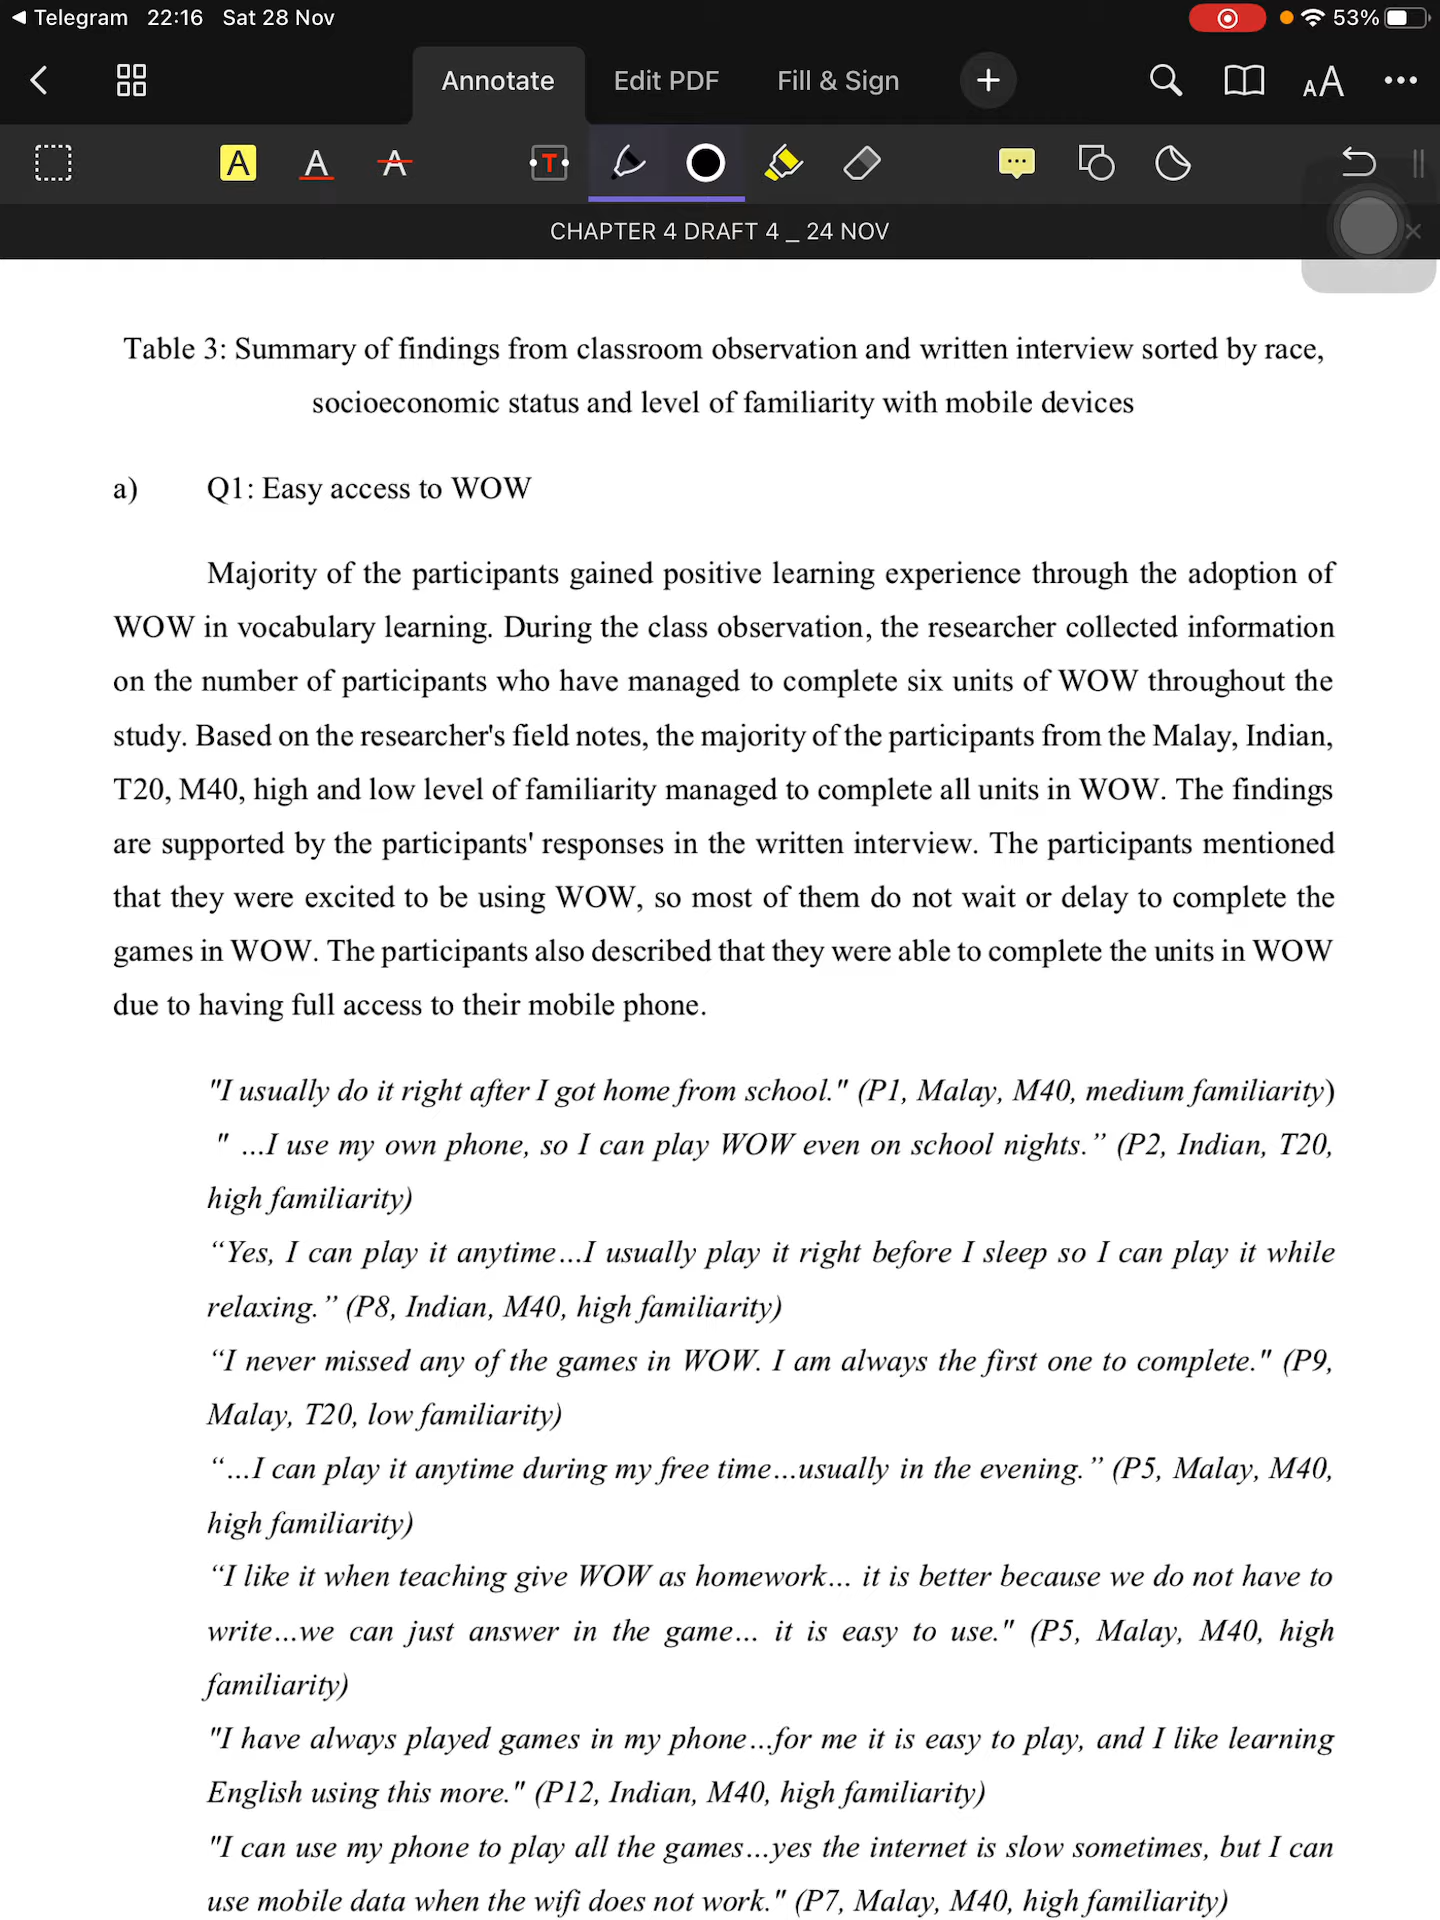 ◀ Telegram 22:16 Sat 28 Nov 53%
Annotate Edit PDF Fill & Sign
AA
A A A T
CHAPTER 4 DRAFT 4 _ 24 NOV
Table 3: Summary of findings from classroom observation and written interview sorted by race,
socioeconomic status and level of familiarity with mobile devices
a) Q1: Easy access to WOW
Majority of the participants gained positive learning experience through the adoption of
WOW in vocabulary learning. During the class observation, the researcher collected information
on the number of participants who have managed to complete six units of WOW throughout the
study. Based on the researcher's field notes, the majority of the participants from the Malay, Indian,
T20, M40, high and low level of familiarity managed to complete all units in WOW. The findings
are supported by the participants' responses in the written interview. The participants mentioned
that they were excited to be using WOW, so most of them do not wait or delay to complete the
games in WOW. The participants also described that they were able to complete the units in WOW
due to having full access to their mobile phone.
"I usually do it right after I got home from school." (P1, Malay, M40, medium familiarity)
" …I use my own phone, so I can play WOW even on school nights.” (P2, Indian, T20,
high familiarity)
“Yes, I can play it anytime…I usually play it right before I sleep so I can play it while
relaxing.” (P8, Indian, M40, high familiarity)
“I never missed any of the games in WOW. I am always the first one to complete." (P9,
Malay, T20, low familiarity)
“…I can play it anytime during my free time…usually in the evening.” (P5, Malay, M40,
high familiarity)
“I like it when teaching give WOW as homework… it is better because we do not have to
write…we can just answer in the game… it is easy to use." (P5, Malay, M40, high
familiarity)
"I have always played games in my phone…for me it is easy to play, and I like learning
English using this more." (P12, Indian, M40, high familiarity)
"I can use my phone to play all the games…yes the internet is slow sometimes, but I can
use mobile data when the wifi does not work." (P7, Malay, M40, high familiarity)